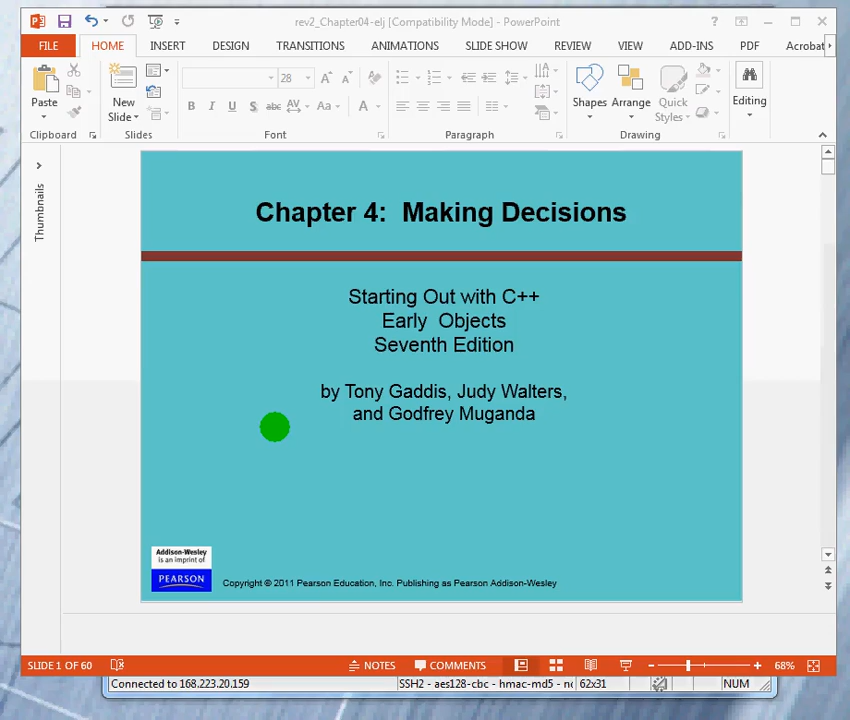 rev2_Chapter04-elj [Compatibility Mode] - PowerPoint
FILE HOME INSERT DESIGN TRANSITIONS ANIMATIONS SLIDE SHOW REVIEW VIEW ADD-INS PDF Acrobat
28
Paste
New
Slide
B I U S abc AV Aa A
Shapes Arrange Quick
Styles
Editing
Clipboard Slides Font Paragraph Drawing
Thumbnails
Chapter 4: Making Decisions
Starting Out with C++
Early Objects
Seventh Edition
by Tony Gaddis, Judy Walters,
and Godfrey Muganda
Addison-Wesley
is an imprint of
PEARSON
Copyright © 2011 Pearson Education, Inc. Publishing as Pearson Addison-Wesley
SLIDE 1 OF 60 NOTES COMMENTS 68%
Connected to 168.223.20.159 SSH2 - aes128-cbc - hmac-md5 - 62x31 NUM